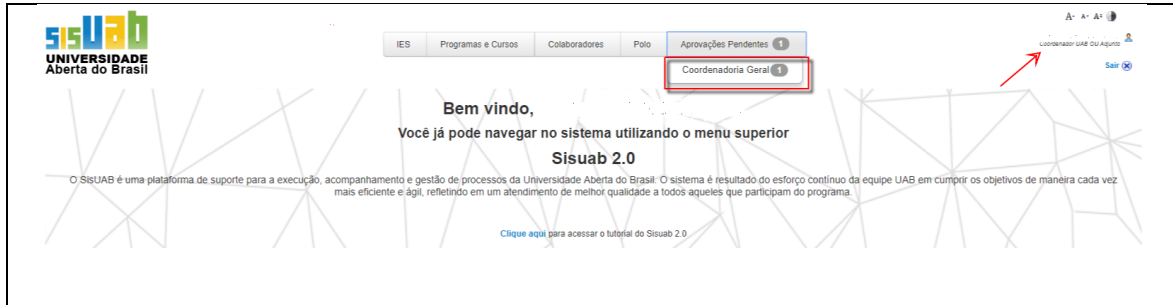 sisuab
UNIVERSIDADE
Aberta do Brasil
A- A+ A±
IES Programas e Cursos Colaboradores Polo Aprovações Pendentes 1
Coordenador UAB OU Adjunto
Coordenadoria Geral 1
Sair
Bem vindo,
Você já pode navegar no sistema utilizando o menu superior
Sisuab 2.0
O SisUAB é uma plataforma de suporte para a execução, acompanhamento e gestão de processos da Universidade Aberta do Brasil. O sistema é resultado do esforço contínuo da equipe UAB em cumprir os objetivos de maneira cada vez
mais eficiente e ágil, refletindo em um atendimento de melhor qualidade a todos aqueles que participam do programa.
Clique aqui para acessar o tutorial do Sisuab 2.0